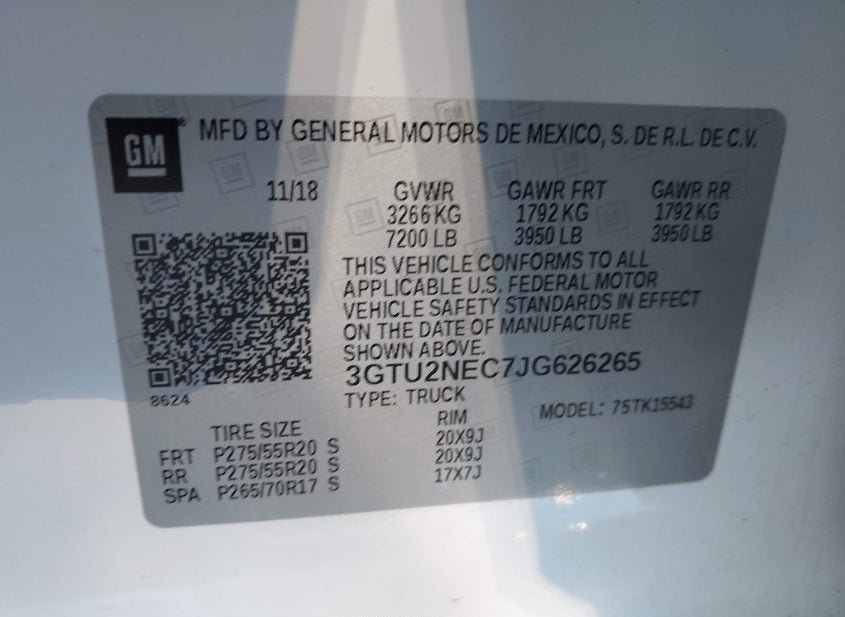 GM® MFD BY GENERAL MOTORS DE MEXICO, S. DE R.L. DE C.V.
11/18 GVWR GAWR FRT GAWR RR
3266 KG 1792 KG 1792 KG
7200 LB 3950 LB 3950 LB
THIS VEHICLE CONFORMS TO ALL
APPLICABLE U.S. FEDERAL MOTOR
VEHICLE SAFETY STANDARDS IN EFFECT
ON THE DATE OF MANUFACTURE
SHOWN ABOVE.
3GTU2NEC7JG626265
8624 TYPE: TRUCK MODEL: 75TK15543
TIRE SIZE RIM
FRT P275/55R20 S 20X9J
RR P275/55R20 S 20X9J
SPA P265/70R17 S 17X7J